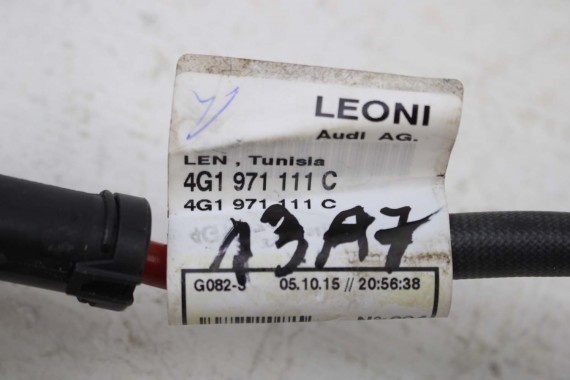 LEONI
Audi AG.
LEN , Tunisia
4G1 971 111 C
4G1 971 111 C
13A7
G082-S 05.10.15 // 20:56:38